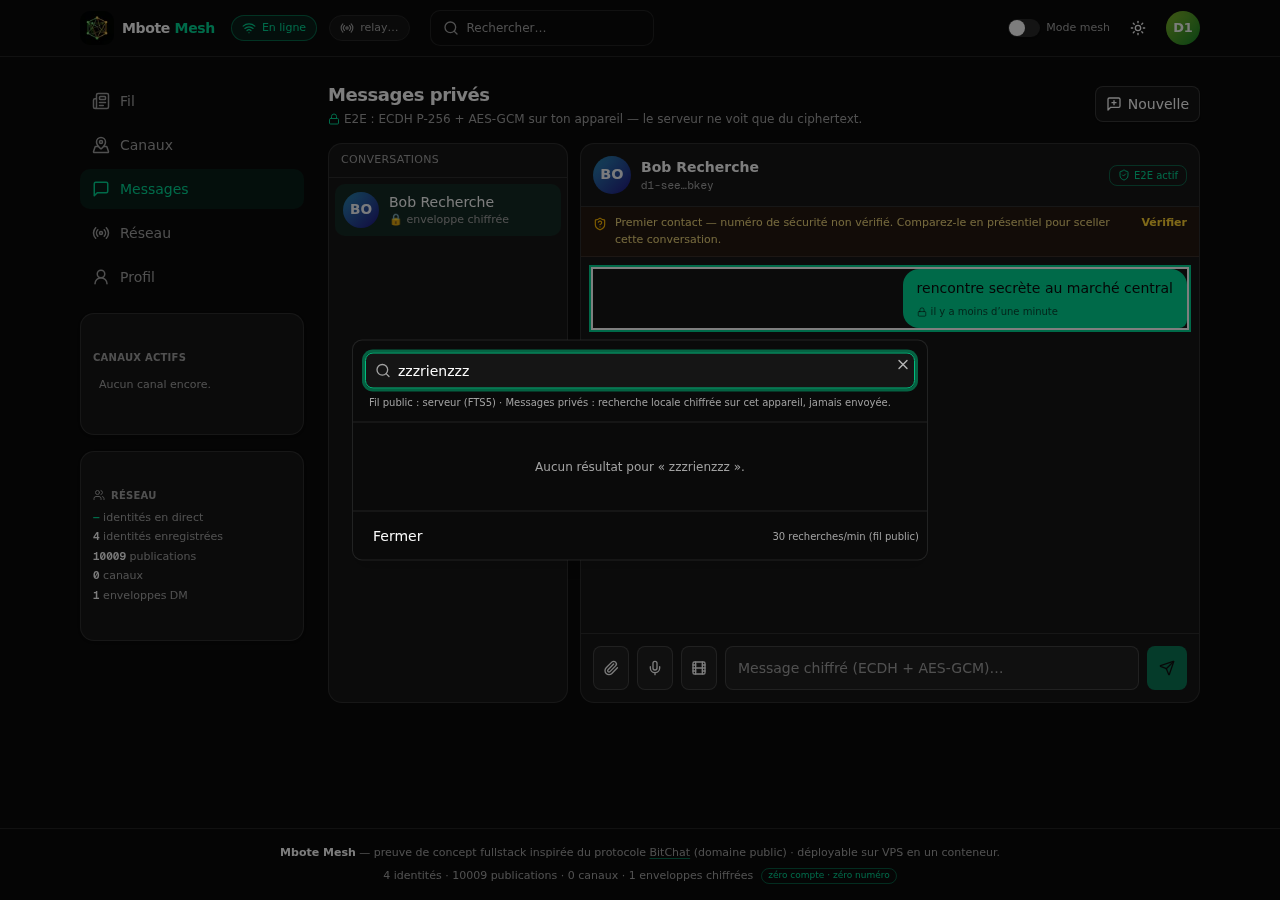 Mbote Mesh
En ligne
relay…
Rechercher…
Mode mesh
D1
Fil
Canaux
Messages
Réseau
Profil
CANAUX ACTIFS
Aucun canal encore.
RÉSEAU
— identités en direct
4 identités enregistrées
10009 publications
0 canaux
1 enveloppes DM
Messages privés
E2E : ECDH P-256 + AES-GCM sur ton appareil — le serveur ne voit que du ciphertext.
Nouvelle
CONVERSATIONS
BO
Bob Recherche
🔒 enveloppe chiffrée
BO
Bob Recherche
d1-see…bkey
E2E actif
Premier contact — numéro de sécurité non vérifié. Comparez-le en présentiel pour sceller
cette conversation.
Vérifier
rencontre secrète au marché central
il y a moins d’une minute
zzzrienzzz
Fil public : serveur (FTS5) · Messages privés : recherche locale chiffrée sur cet appareil, jamais envoyée.
Aucun résultat pour « zzzrienzzz ».
Fermer
30 recherches/min (fil public)
Message chiffré (ECDH + AES-GCM)…
Mbote Mesh — preuve de concept fullstack inspirée du protocole BitChat (domaine public) · déployable sur VPS en un conteneur.
4 identités · 10009 publications · 0 canaux · 1 enveloppes chiffrées
zéro compte · zéro numéro